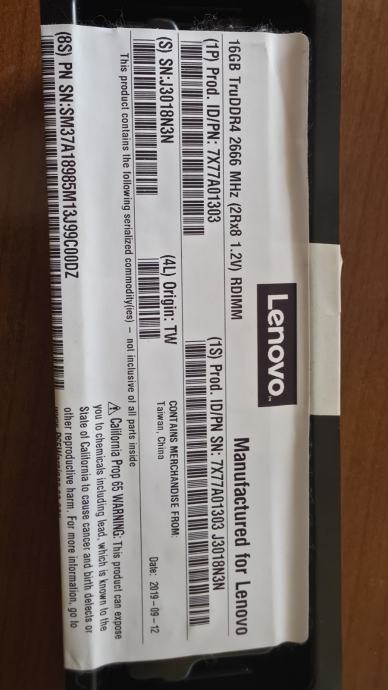 Lenovo
Manufactured for Lenovo
16GB TruDDR4 2666 MHz (2Rx8 1.2V) RDIMM
(1P) Prod. ID/PN: 7X77A01303
(1S) Prod. ID/PN SN: 7X77A01303 J3018N3N
(S) SN:J3018N3N
(4L) Origin: TW
CONTAINS MERCHANDISE FROM:
Taiwan, China
Date: 2019-09-12
This product contains the following serialized commodity(ies) - not inclusive of all parts inside
(8S) PN SN:SM37A18985M13J99C00DZ
⚠ California Prop 65 WARNING: This product can expose
you to chemicals including lead, which is known to the
State of California to cause cancer and birth defects or
other reproductive harm. For more information, go to